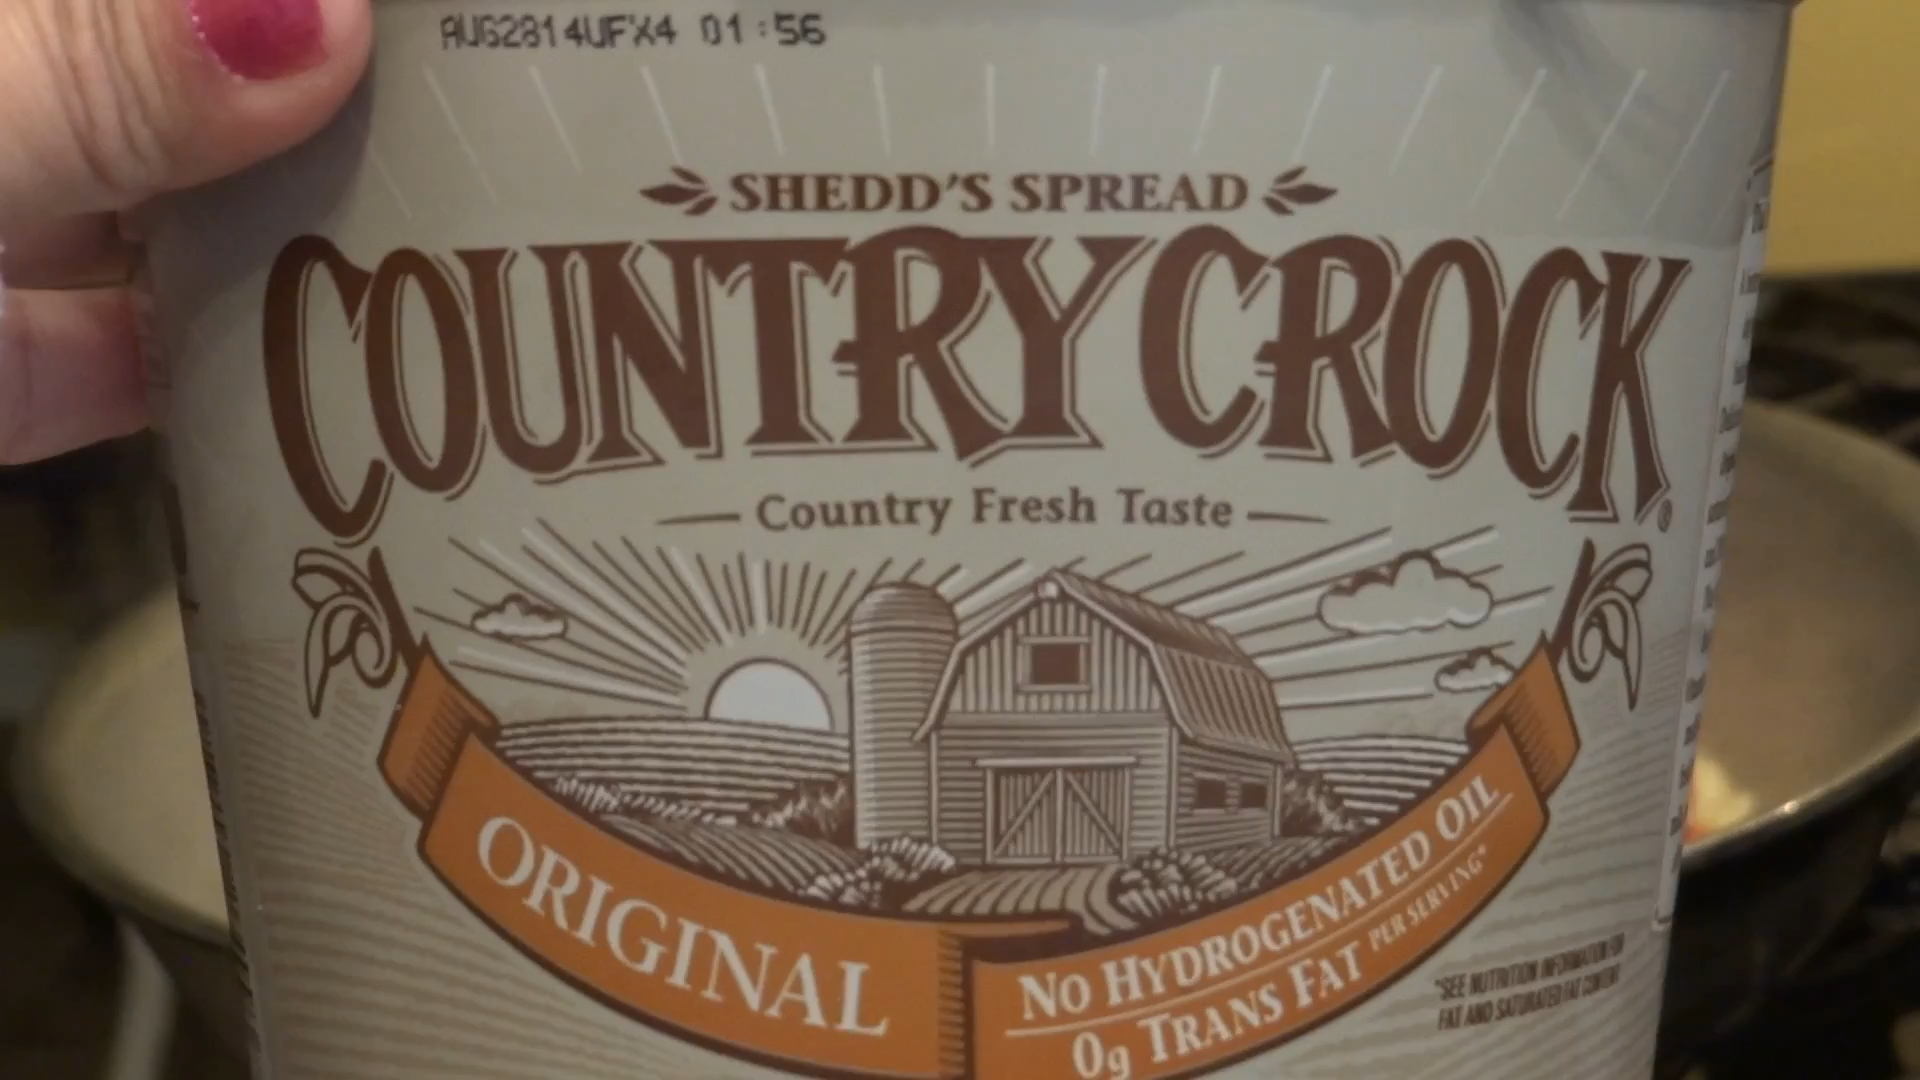 AUG2814UFX4 01:56
SHEDD'S SPREAD
COUNTRY CROCK®
Country Fresh Taste
ORIGINAL
NO HYDROGENATED OIL
0g TRANS FAT PER SERVING*
*SEE NUTRITION INFORMATION FOR
FAT AND SATURATED FAT CONTENT